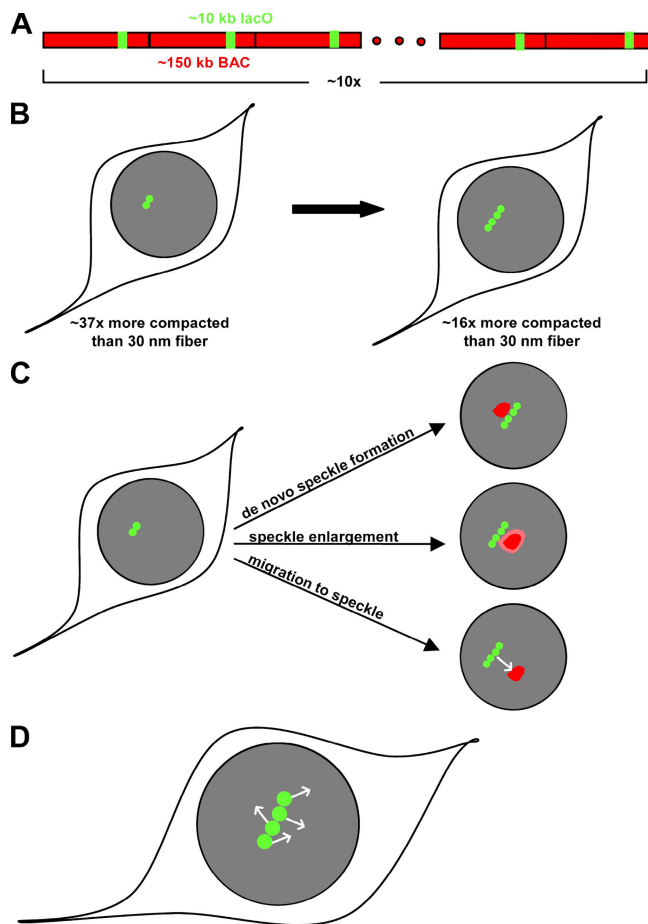 A
~10 kb lacO
~150 kb BAC
~10x
B
~37x more compacted
than 30 nm fiber
~16x more compacted
than 30 nm fiber
C
de novo speckle formation
speckle enlargement
migration to speckle
D